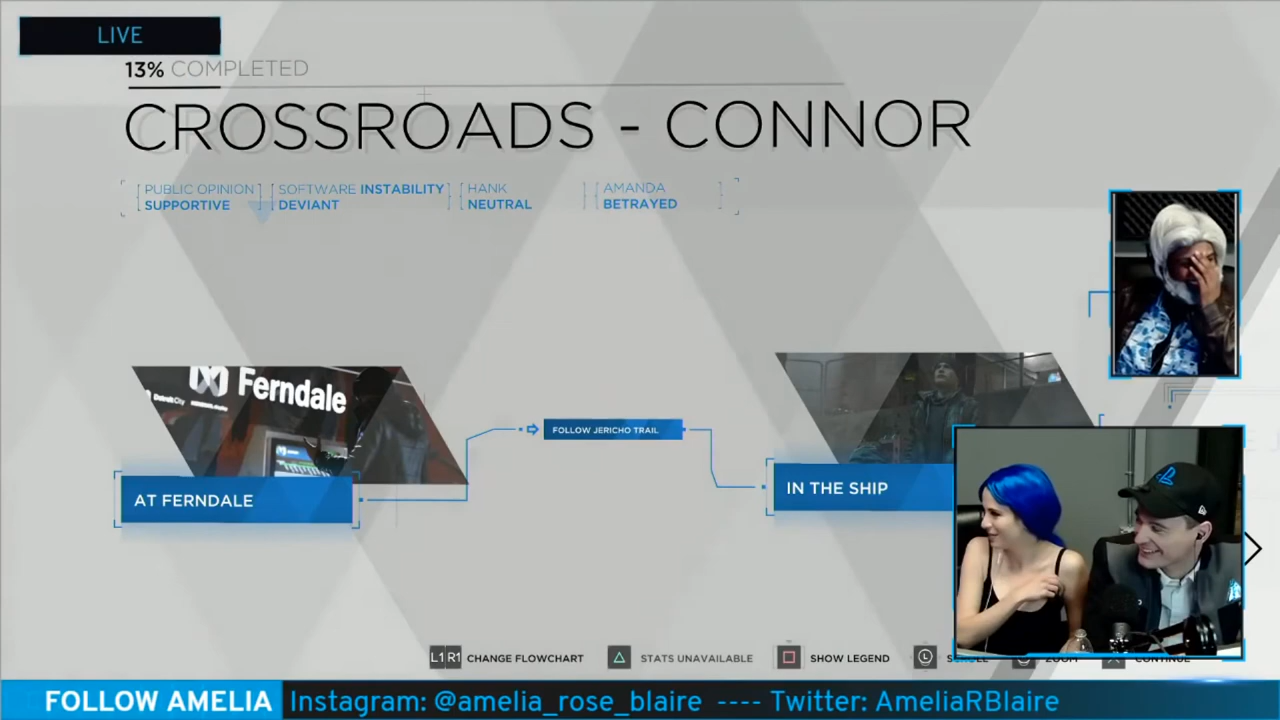 LIVE
13% COMPLETED
CROSSROADS - CONNOR
PUBLIC OPINION
SUPPORTIVE
SOFTWARE INSTABILITY
DEVIANT
HANK
NEUTRAL
AMANDA
BETRAYED
Ferndale
Detroit City
AT FERNDALE
FOLLOW JERICHO TRAIL
IN THE SHIP
L1 R1 CHANGE FLOWCHART
STATS UNAVAILABLE
SHOW LEGEND
L
FOLLOW AMELIA
Instagram: @amelia_rose_blaire ---- Twitter: AmeliaRBlaire